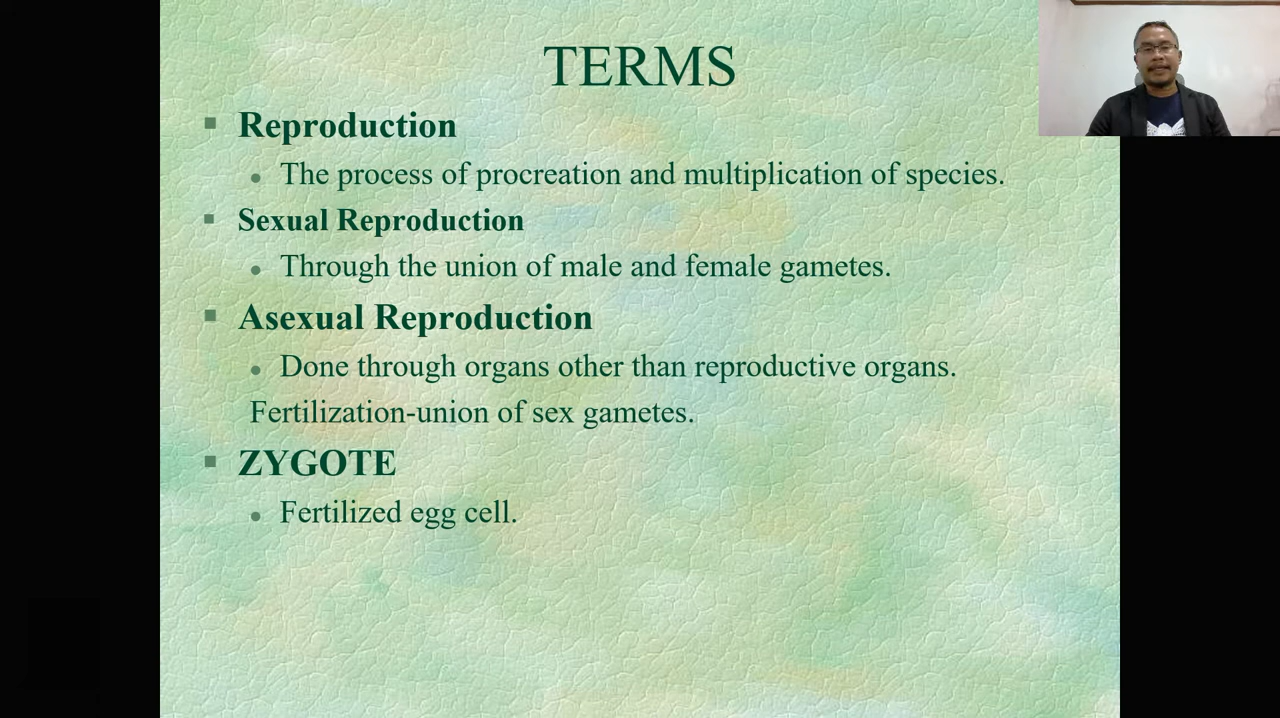 TERMS
Reproduction
The process of procreation and multiplication of species.
Sexual Reproduction
Through the union of male and female gametes.
Asexual Reproduction
Done through organs other than reproductive organs.
Fertilization-union of sex gametes.
ZYGOTE
Fertilized egg cell.